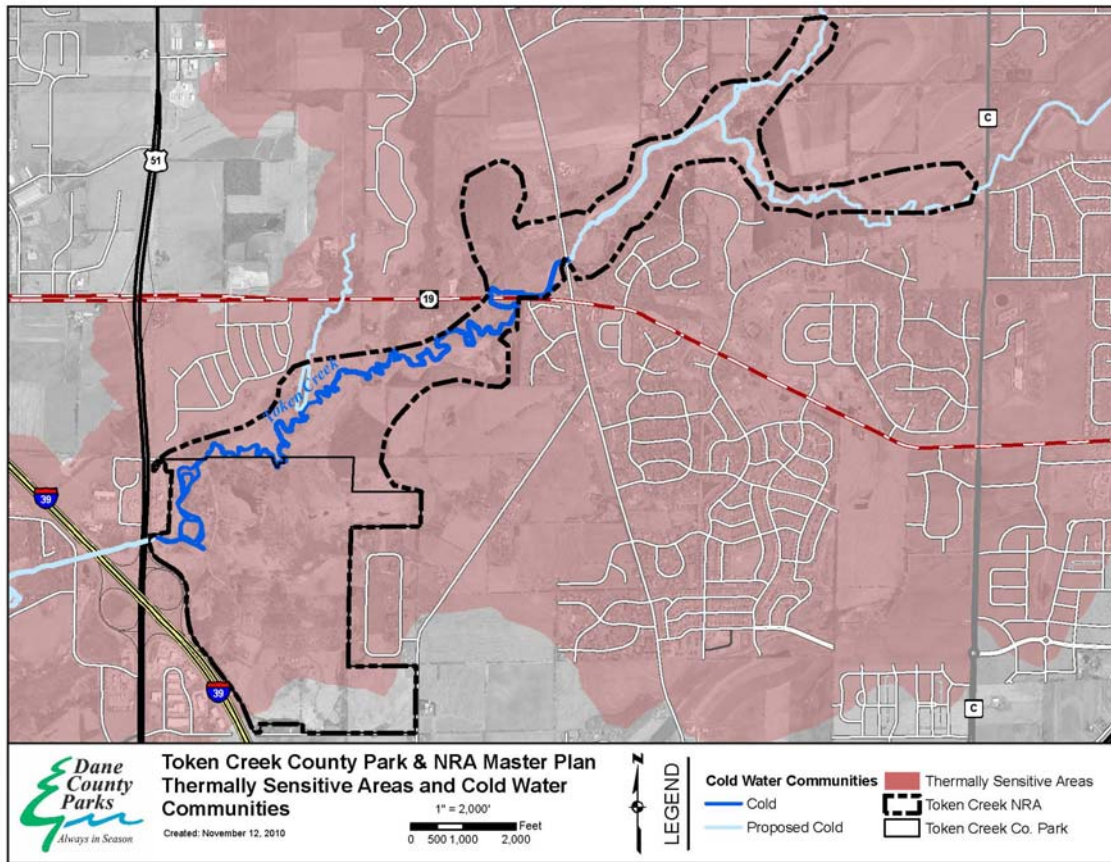 51
C
19
Token Creek
39
39
C
Dane
County
Parks
Always in Season
Token Creek County Park & NRA Master Plan
Thermally Sensitive Areas and Cold Water
Communities
Created: November 12, 2010
1" = 2,000'
Feet
0 500 1,000 2,000
N
LEGEND
Cold Water Communities
Cold
Proposed Cold
Thermally Sensitive Areas
Token Creek NRA
Token Creek Co. Park